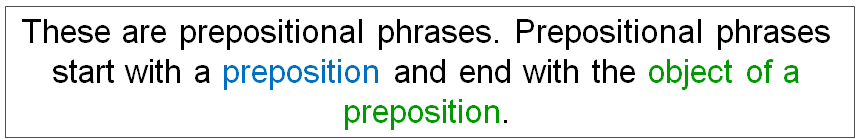 These are prepositional phrases. Prepositional phrases
start with a preposition and end with the object of a
preposition.